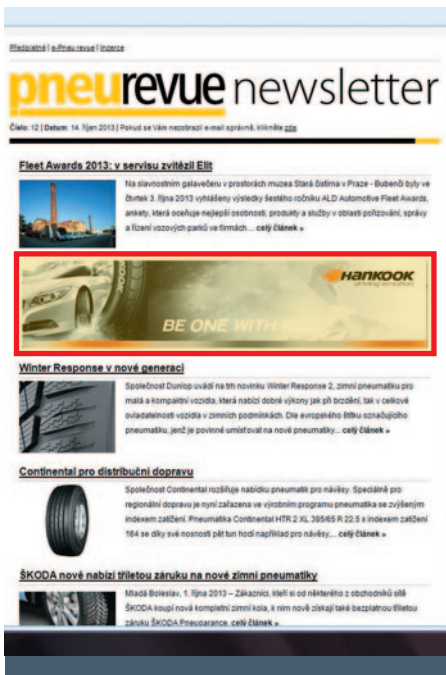 Předplatné | e-Pneu revue | Inzerce
pneurevue newsletter
Číslo: 12 | Datum: 14. říjen 2013 | Pokud se Vám nezobrazil e-mail správně, klikněte zde.
Fleet Awards 2013: v servisu zvítězil Elit
Na slavnostním galavečeru v prostorách muzea Stará čistírna v Praze - Bubenči byly ve
čtvrtek 3. října 2013 vyhlášeny výsledky šestého ročníku ALD Automotive Fleet Awards,
ankety, která oceňuje nejlepší osobnosti, produkty a služby v oblasti pořizování, správy
a řízení vozových parků ve firmách... celý článek »
HANKOOK
driving emotion
BE ONE WITH
Winter Response v nové generaci
Společnost Dunlop uvádí na trh novinku Winter Response 2, zimní pneumatiku pro
malá a kompaktní vozidla, která nabízí dobré výkony jak při brzdění, tak v celkové
ovladatelnosti vozidla v zimních podmínkách. Dle evropského štítku označujícího
pneumatiku, jenž je povinné umísťovat na nové pneumatiky... celý článek »
Continental pro distribuční dopravu
Společnost Continental rozšiřuje nabídku pneumatik pro návěsy. Speciálně pro
regionální dopravu je nyní zařazena ve výrobním programu pneumatika se zvýšeným
indexem zatížení. Pneumatika Continental HTR 2 XL 385/65 R 22.5 s indexem zatížení
164 se díky své nosnosti pět tun hodí například pro návěsy,... celý článek »
ŠKODA nově nabízí tříletou záruku na nové zimní pneumatiky
Mladá Boleslav, 1. října 2013 – Zákazníci, kteří si od některého z obchodníků sítě
ŠKODA koupí nová kompletní zimní kola, k nim nově získají také bezplatnou tříletou
záruku ŠKODA Pneugarance. celý článek »